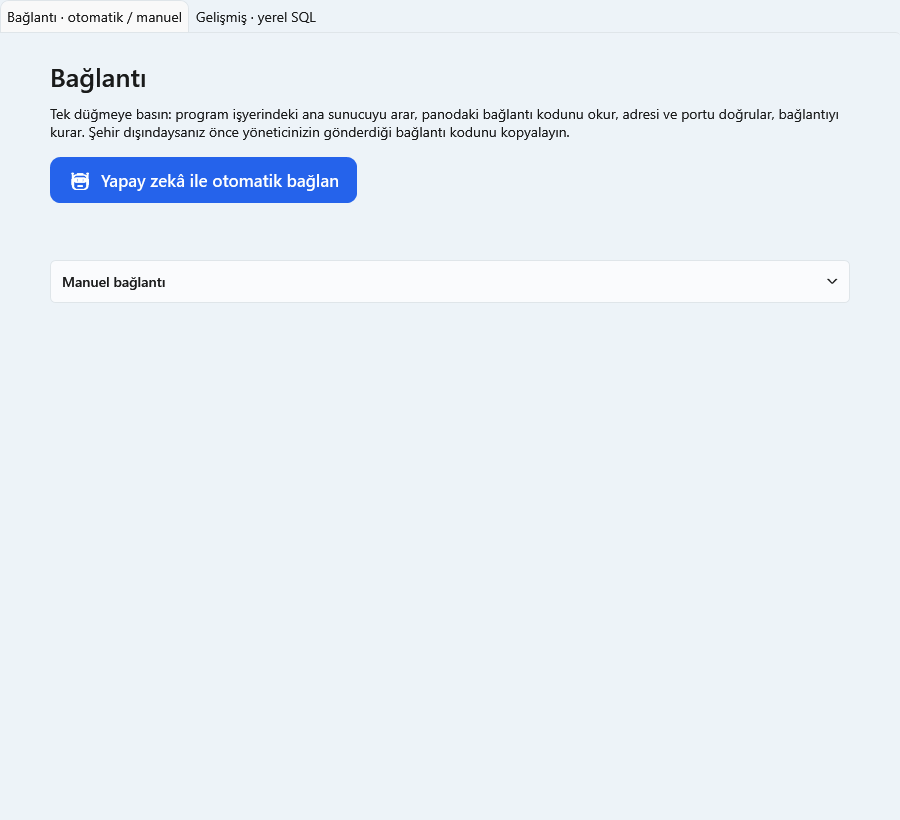 Bağlantı · otomatik / manuel
Gelişmiş · yerel SQL
Bağlantı
Tek düğmeye basın: program işyerindeki ana sunucuyu arar, panodaki bağlantı kodunu okur, adresi ve portu doğrular, bağlantıyı
kurar. Şehir dışındaysanız önce yöneticinizin gönderdiği bağlantı kodunu kopyalayın.
Yapay zekâ ile otomatik bağlan
Manuel bağlantı